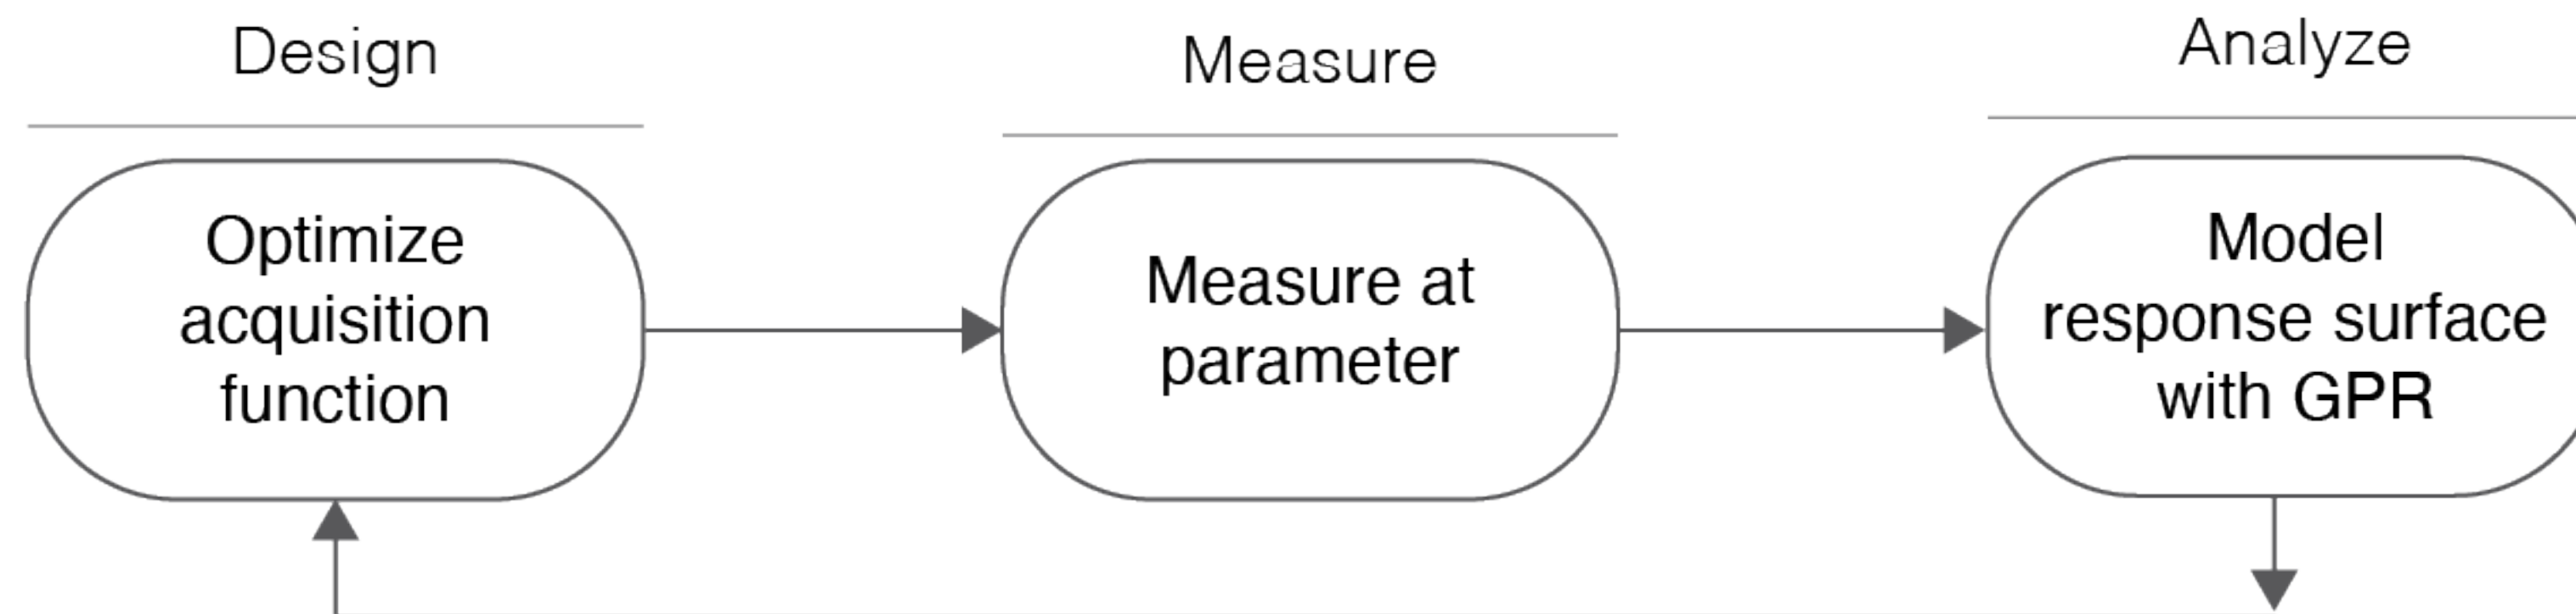 Design
Measure
Analyze
Optimize
acquisition
function
Measure at
parameter
Model
response surface
with GPR